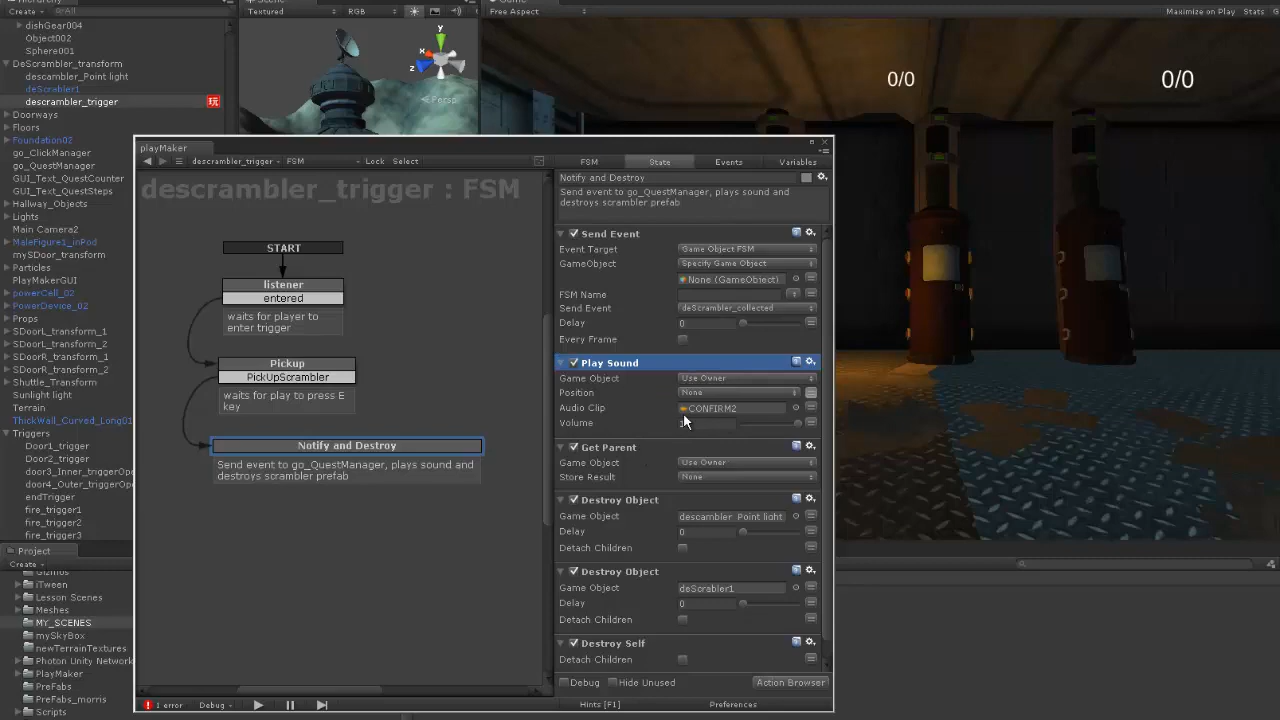 Hierarchy
Create
All
dishGear004
Object002
Sphere001
DeScrambler_transform
descambler_Point light
deScrabler1
descrambler_trigger
玩
Doorways
Floors
Foundation02
go_ClickManager
go_QuestManager
GUI_Text_QuestCounter
GUI_Text_QuestSteps
Hallway_Objects
Lights
Main Camera2
MaleFigure1_inPod
mySDoor_transform
Particles
PlayMakerGUI
powerCell_02
PowerDevice_02
Props
SDoorL_transform_1
SDoorL_transform_2
SDoorR_transform_1
SDoorR_transform_2
Shuttle_Transform
Sunlight light
Terrain
ThickWall_Curved_Long01
Triggers
Door1_trigger
Door2_trigger
door3_Inner_triggerOpe
door4_Outer_triggerOpe
endTrigger
fire_trigger1
fire_trigger2
fire_trigger3
Project
Create
Gizmos
iTween
Lesson Scenes
Meshes
MY_SCENES
mySkyBox
newTerrainTextures
Photon Unity Network
PlayMaker
PreFabs
PreFabs_morris
Scripts
Scene
Textured
RGB
y
x
z
Persp
Game
Free Aspect
Maximize on Play
Stats
0/0
0/0
playMaker
descrambler_trigger
FSM
Lock
Select
descrambler_trigger : FSM
START
listener
entered
waits for player to
enter trigger
Pickup
PickUpScrambler
waits for play to press E
key
Notify and Destroy
Send event to go_QuestManager, plays sound and
destroys scrambler prefab
1 error
Debug
FSM
State
Events
Variables
Notify and Destroy
Send event to go_QuestManager, plays sound and
destroys scrambler prefab
Send Event
Event Target
Game Object FSM
GameObject
Specify Game Object
None (GameObject)
FSM Name
Send Event
deScrambler_collected
Delay
0
Every Frame
Play Sound
Game Object
Use Owner
Position
None
Audio Clip
CONFIRM2
Volume
Get Parent
Game Object
Use Owner
Store Result
None
Destroy Object
Game Object
descambler Point light
Delay
0
Detach Children
Destroy Object
Game Object
deScrabler1
Delay
0
Detach Children
Destroy Self
Detach Children
Debug
Hide Unused
Action Browser
Hints [F1]
Preferences